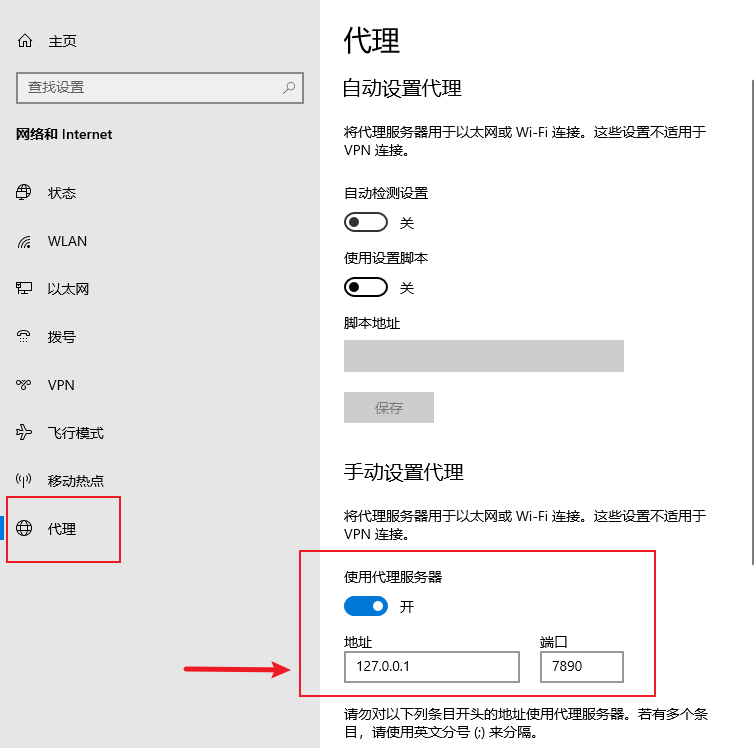 主页
查找设置
网络和 Internet
状态
WLAN
以太网
拨号
VPN
飞行模式
移动热点
代理
代理
自动设置代理
将代理服务器用于以太网或 Wi-Fi 连接。这些设置不适用于
VPN 连接。
自动检测设置
关
使用设置脚本
关
脚本地址
保存
手动设置代理
将代理服务器用于以太网或 Wi-Fi 连接。这些设置不适用于
VPN 连接。
使用代理服务器
开
地址 端口
127.0.0.1 7890
请勿对以下列条目开头的地址使用代理服务器。若有多个条
目，请使用英文分号 (;) 来分隔。